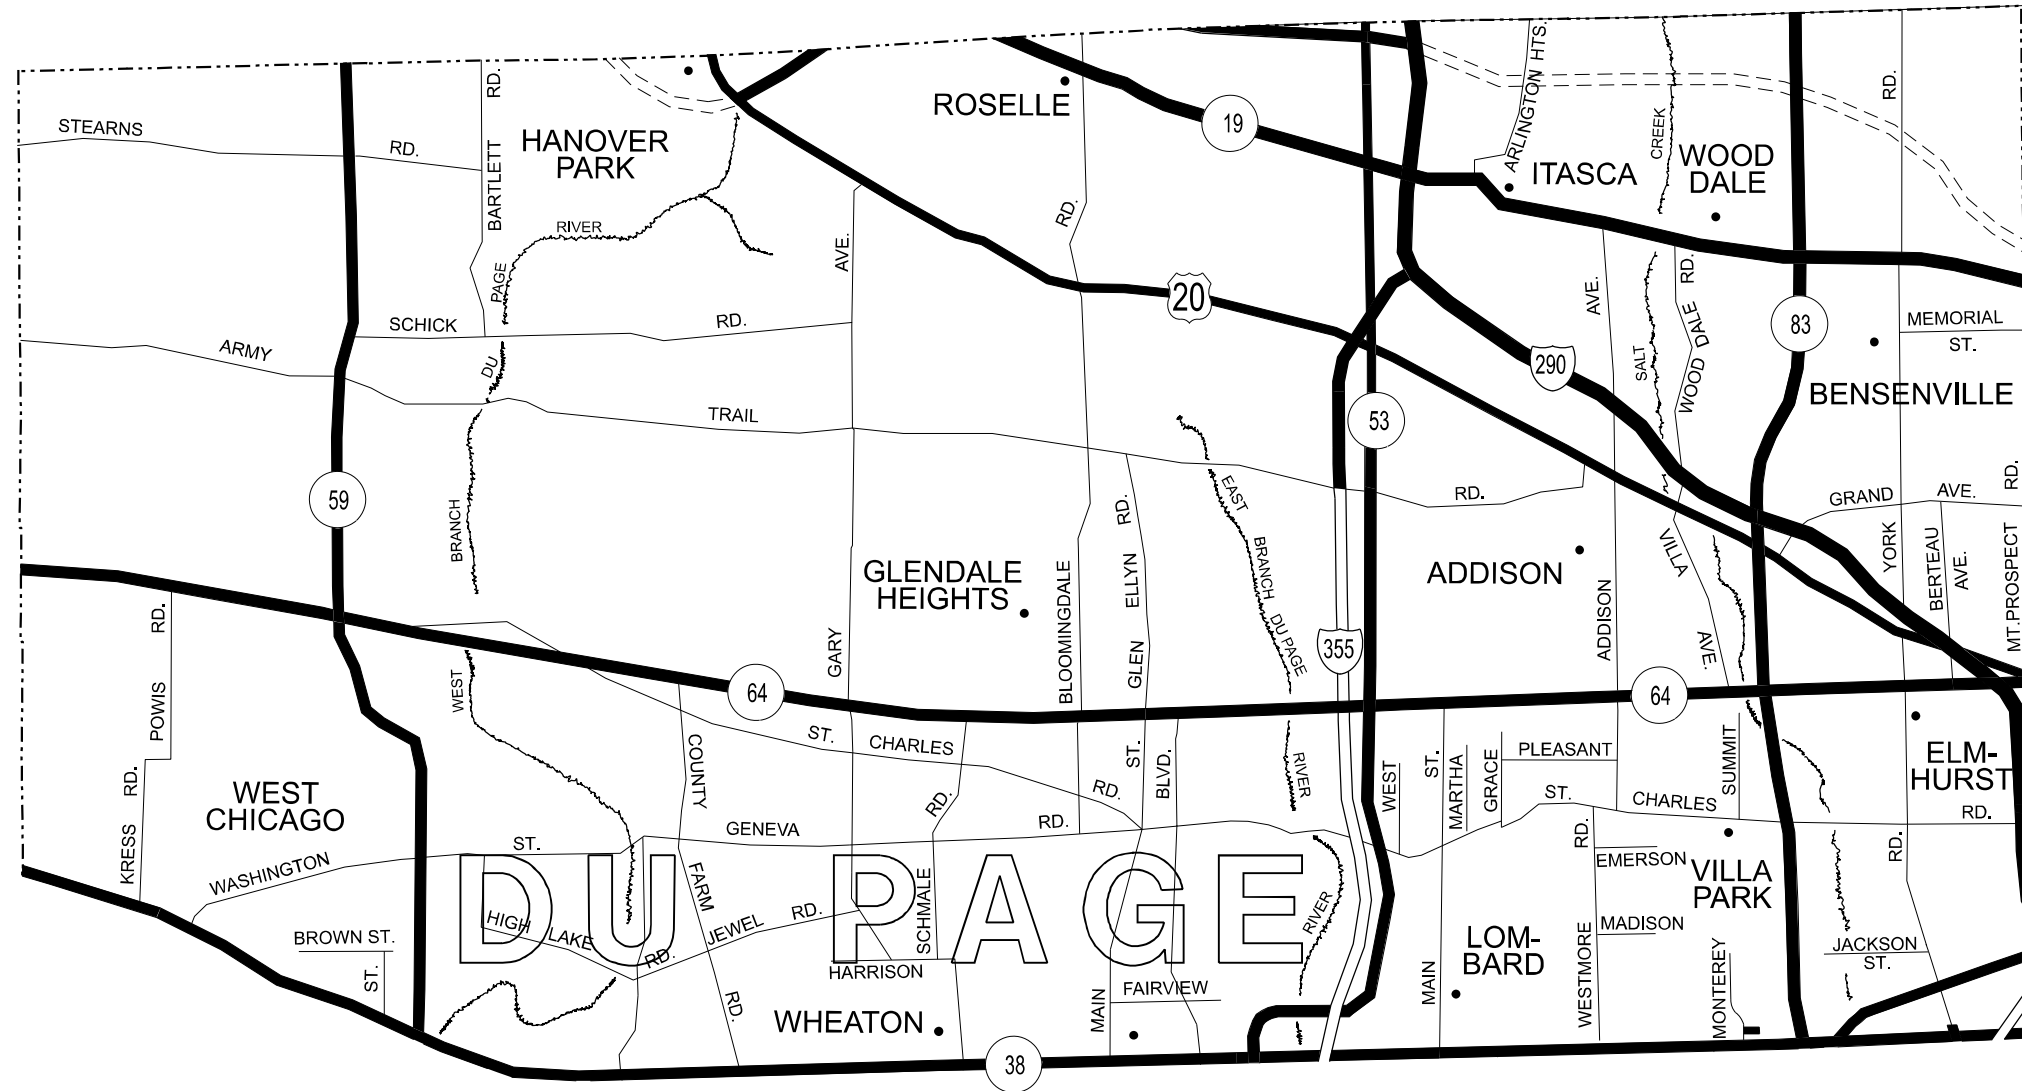 STEARNS
RD.
BARTLETT
RD.
HANOVER
PARK
ROSELLE
19
ARLINGTON HTS.
ITASCA
CREEK
WOOD
DALE
RD.
RIVER
PAGE
DU
AVE.
RD.
20
AVE.
RD.
WOOD DALE
SALT
83
MEMORIAL
ST.
BENSENVILLE
SCHICK
RD.
ARMY
TRAIL
RD.
290
53
59
BRANCH
WEST
EAST
BRANCH
DU PAGE
RIVER
RIVER
GRAND
AVE.
RD.
YORK
BERTEAU
AVE.
MT.PROSPECT
VILLA
AVE.
GLENDALE
HEIGHTS
BLOOMINGDALE
RD.
ELLYN
GLEN
ADDISON
ADDISON
355
GARY
POWIS
RD.
64
64
ST.
CHARLES
RD.
COUNTY
FARM
RD.
ST.
BLVD.
WEST
ST.
MARTHA
GRACE
PLEASANT
SUMMIT
ELM-
HURST
WEST
CHICAGO
KRESS
RD.
GENEVA
RD.
RD.
ST.
CHARLES
RD.
WASHINGTON
ST.
DU PAGE
SCHMALE
RD.
EMERSON
VILLA
PARK
RD.
HIGH
LAKE
RD.
JEWEL
RD.
BROWN ST.
ST.
HARRISON
MADISON
LOM-
BARD
WESTMORE
JACKSON
ST.
MONTEREY
MAIN
FAIRVIEW
MAIN
WHEATON
38